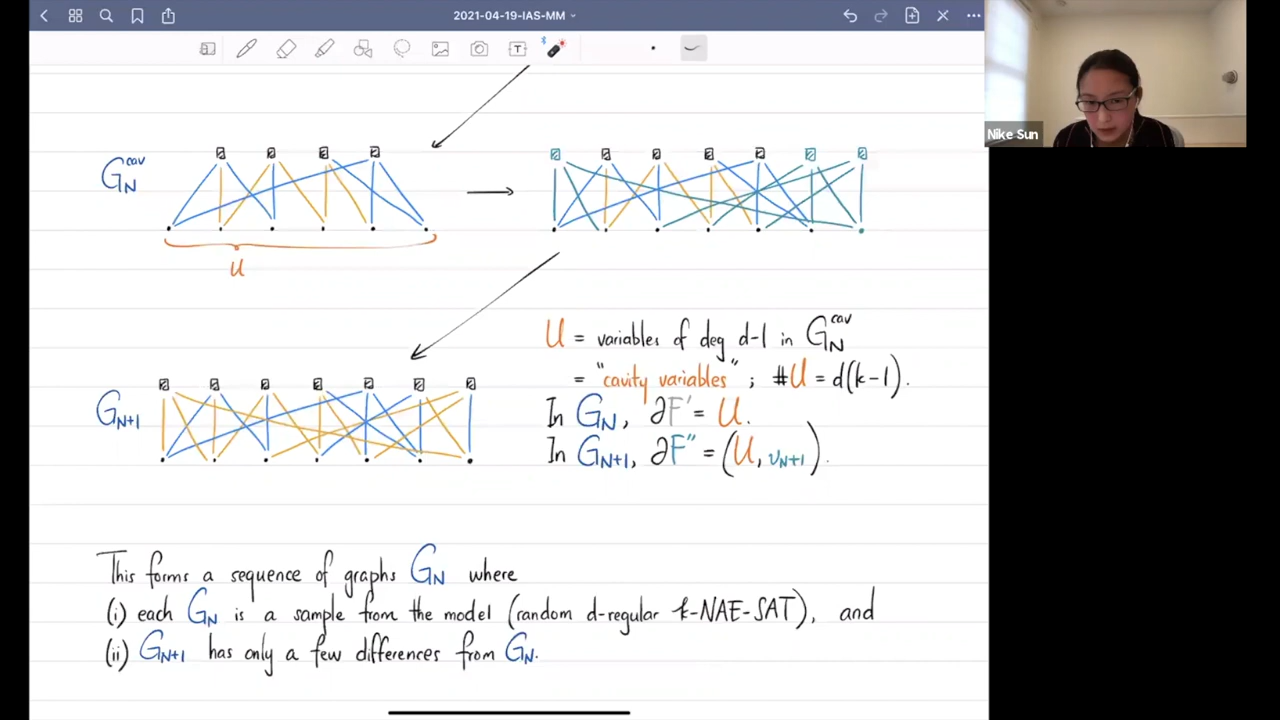 2021-04-19-IAS-MM
T
Nike Sun
G_N^cav
U
U = variables of deg d-1 in G_N^cav
= "cavity variables" ; #U = d(k-1).
In G_N, ∂F' = U.
In G_N+1, ∂F" = (U, v_N+1).
G_N+1
This forms a sequence of graphs G_N where
(i) each G_N is a sample from the model (random d-regular k-NAE-SAT), and
(ii) G_N+1 has only a few differences from G_N.